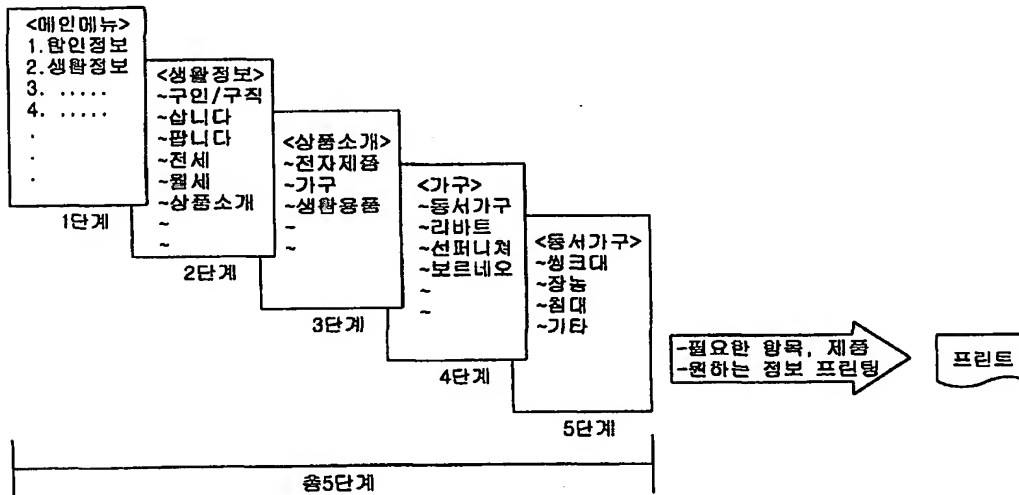 <메인메뉴>
1.할인정보
2.생활정보
3. .....
4. .....
.
.
.
1단계
<생활정보>
~구인/구직
~삽니다
~팝니다
~전세
~월세
~상품소개
~
~
2단계
<상품소개>
~전자제품
~가구
~생활용품
~
~
3단계
<가구>
~동서가구
~리바트
~선퍼니쳐
~보르네오
~
~
4단계
<동서가구>
~씽크대
~장농
~침대
~기타
5단계
-필요한 항목, 제품
-원하는 정보 프린팅
프린트
총5단계